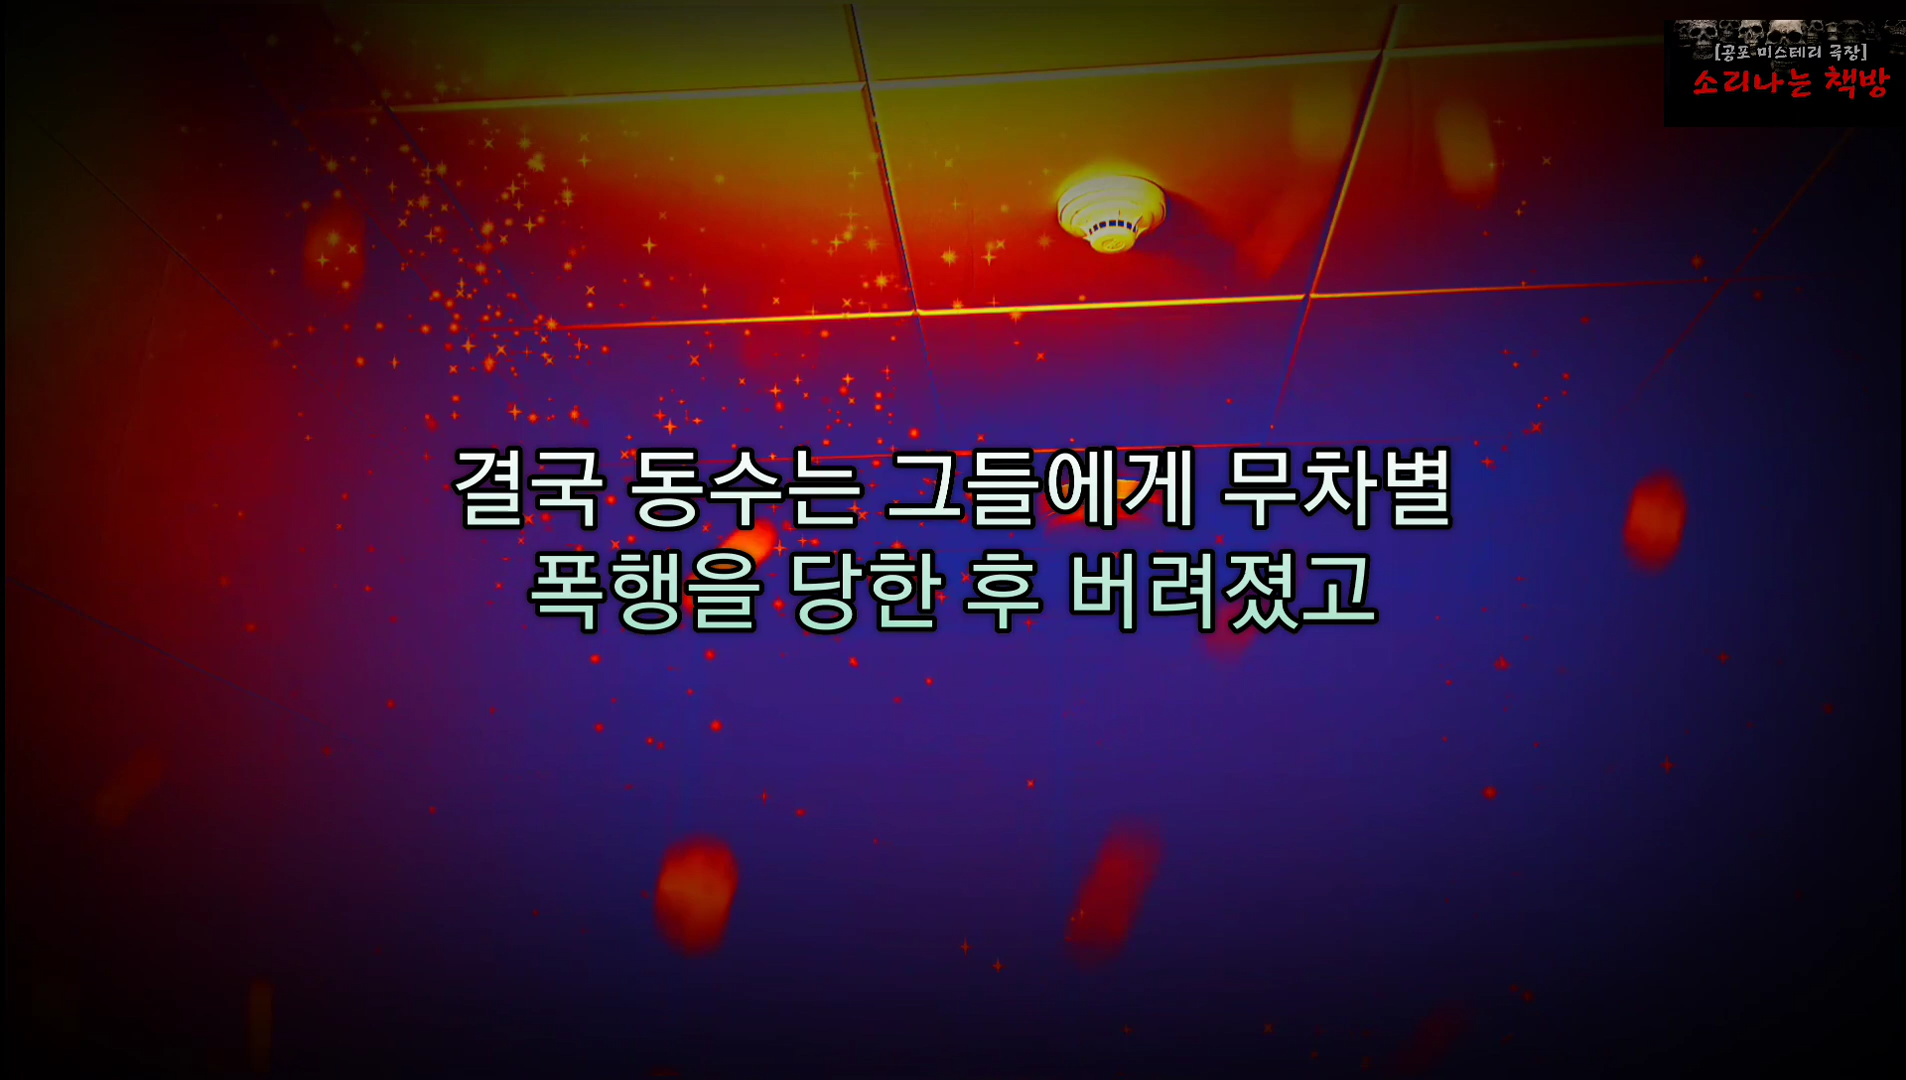 [공포 미스테리 극장]
소리나는 책방
결국 동수는 그들에게 무차별
폭행을 당한 후 버려졌고